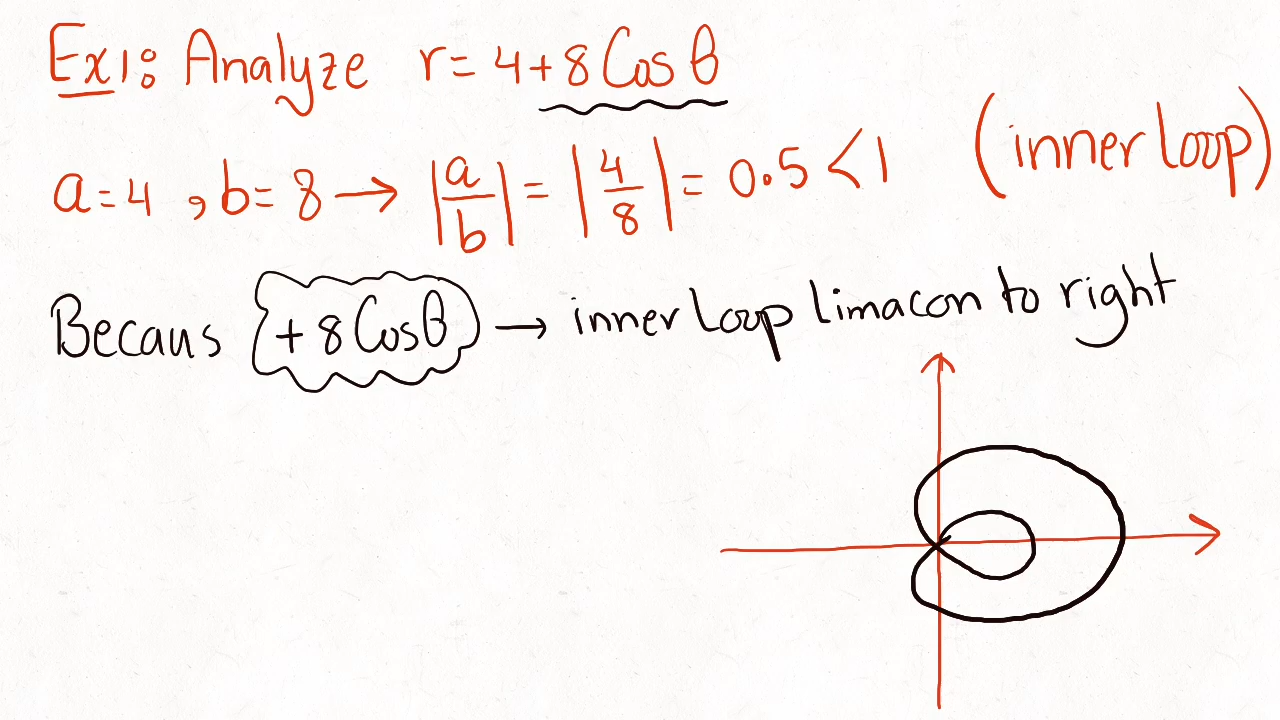 Ex1: Analyze r = 4+8 Cos θ
a=4 , b= 8 → |a/b| = |4/8| = 0.5 < 1 (inner loop)
Becaus +8 Cosθ → inner loop limacon to right